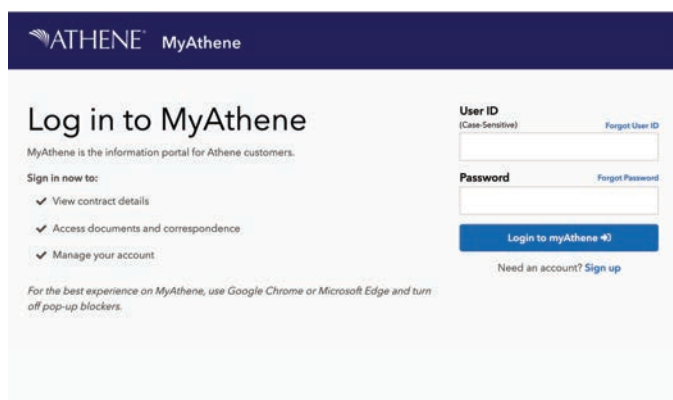 ATHENE® MyAthene
Log in to MyAthene
MyAthene is the information portal for Athene customers.
Sign in now to:
✔ View contract details
✔ Access documents and correspondence
✔ Manage your account
For the best experience on MyAthene, use Google Chrome or Microsoft Edge and turn
off pop-up blockers.
User ID
(Case-Sensitive) Forgot User ID
Password Forgot Password
Login to myAthene
Need an account? Sign up